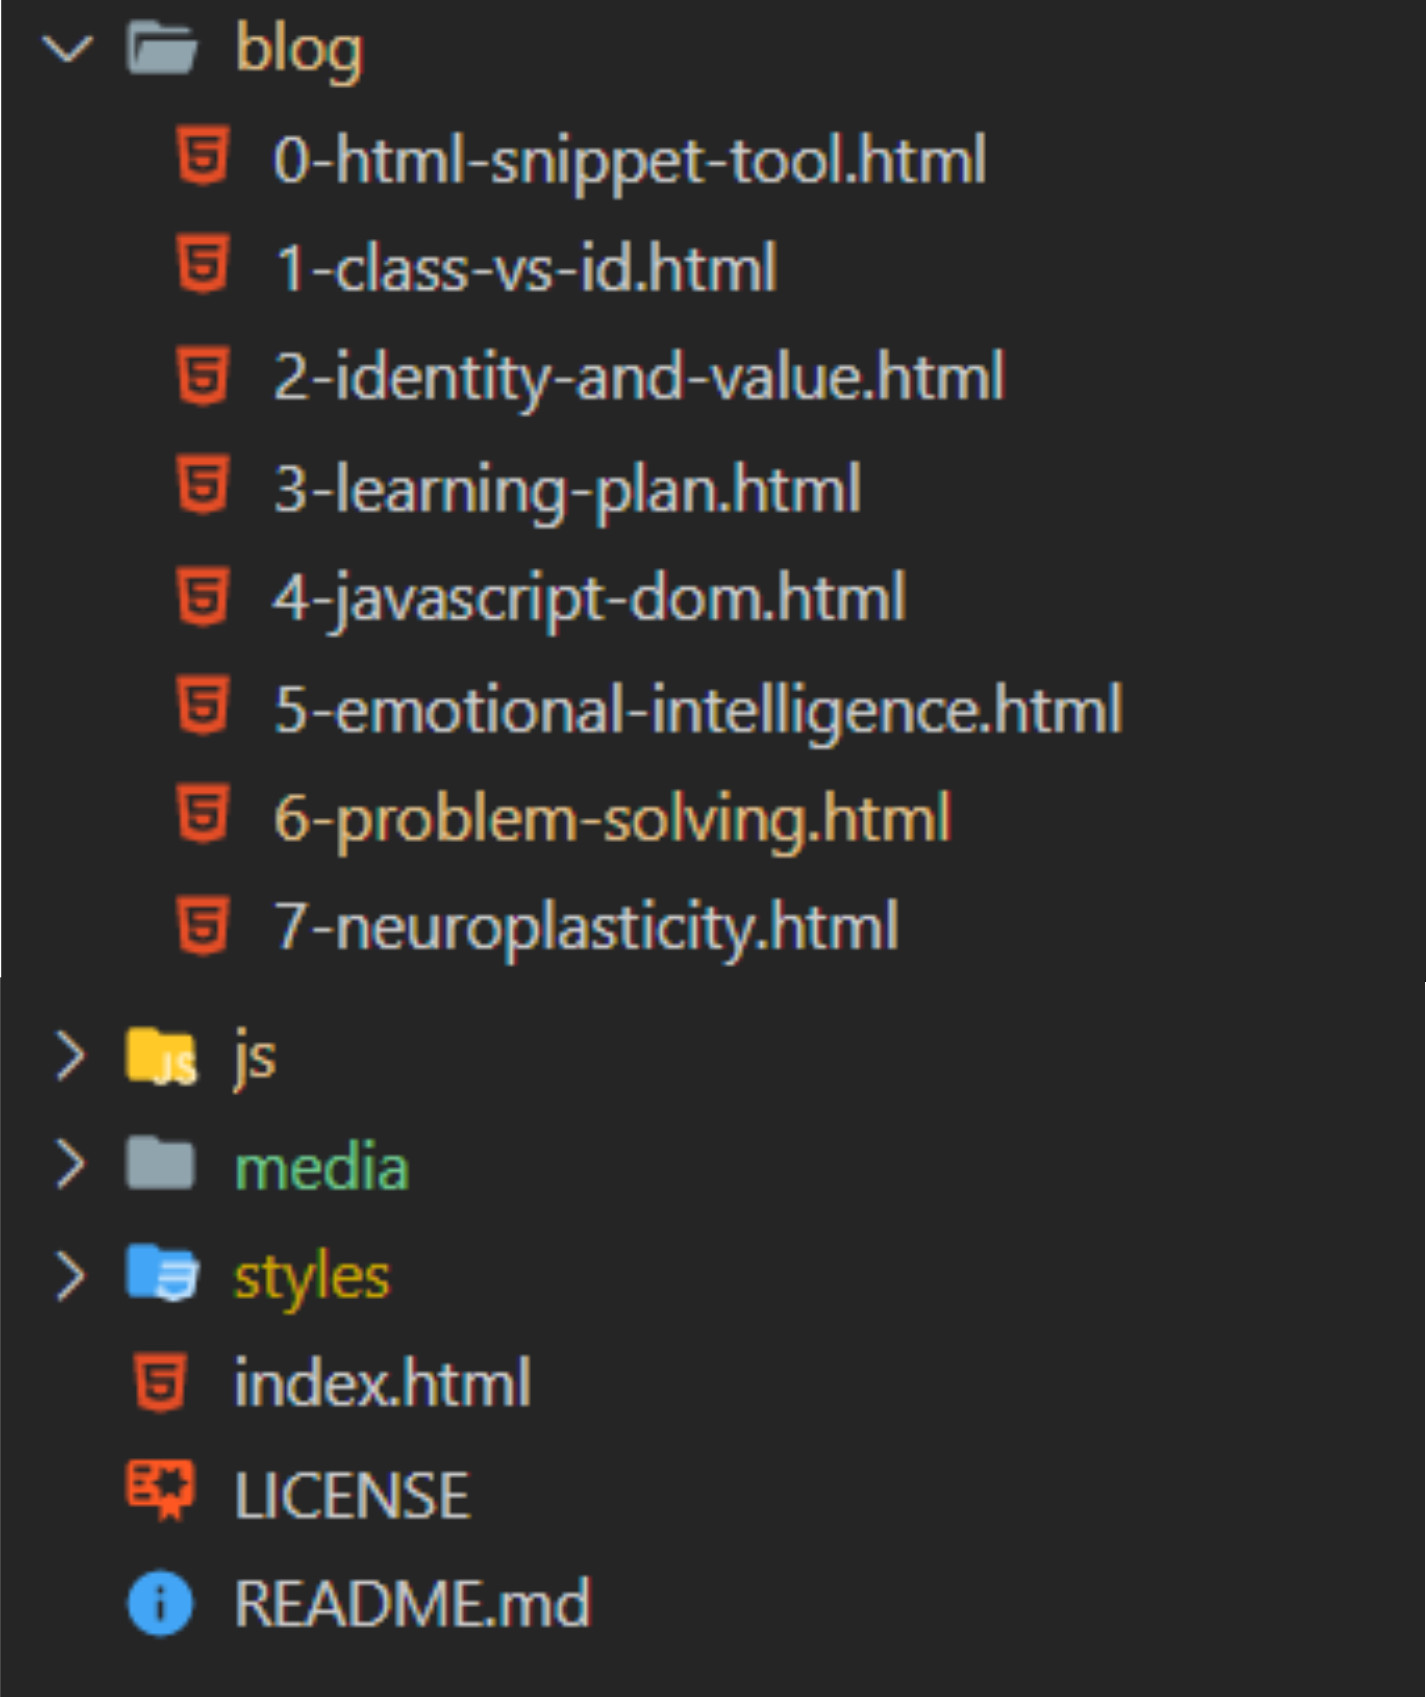 blog
0-html-snippet-tool.html
1-class-vs-id.html
2-identity-and-value.html
3-learning-plan.html
4-javascript-dom.html
5-emotional-intelligence.html
6-problem-solving.html
7-neuroplasticity.html
JS js
media
styles
index.html
LICENSE
README.md